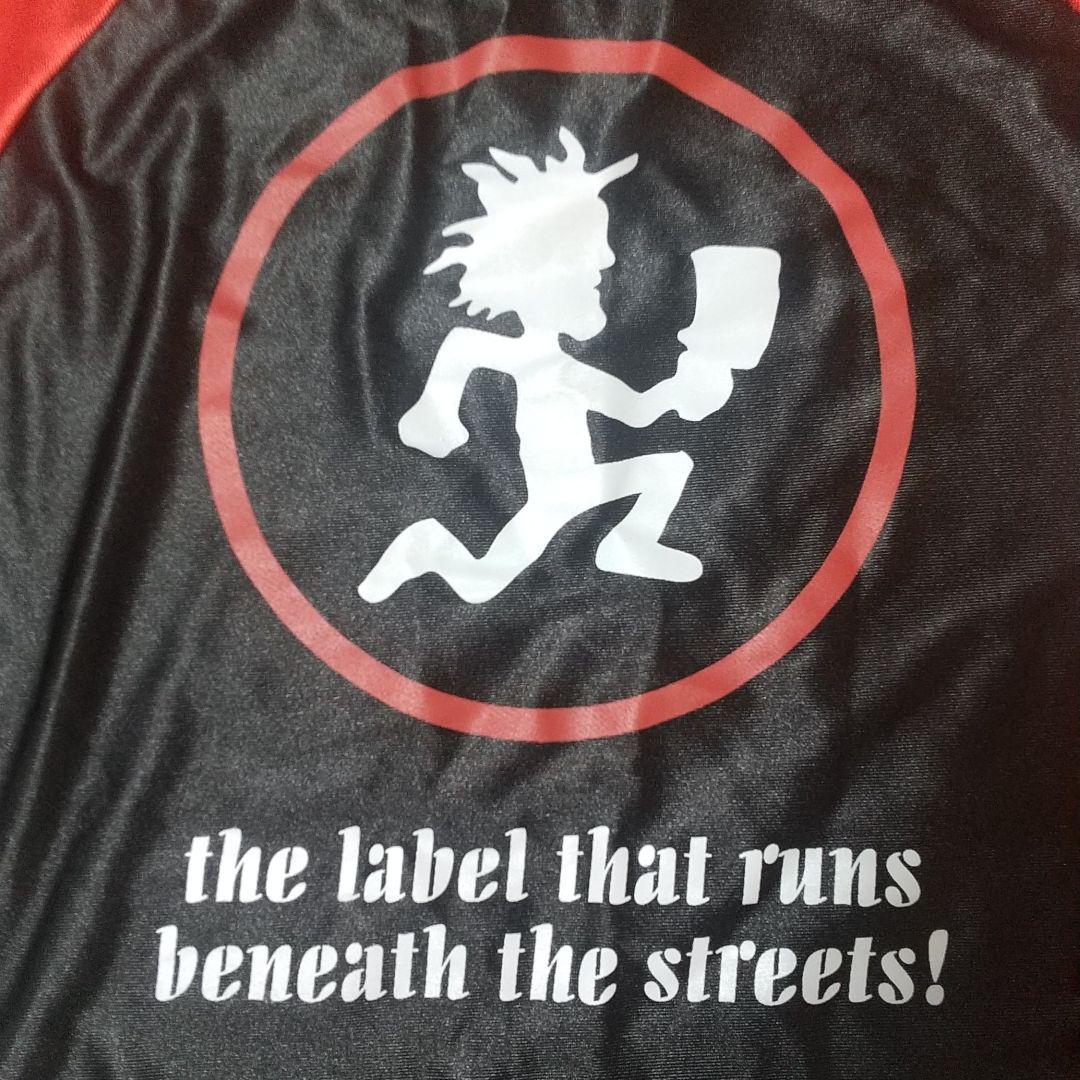 the label that runs
beneath the streets!